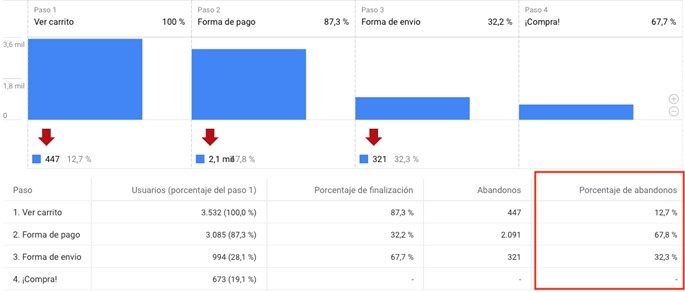 Paso 1 Paso 2 Paso 3 Paso 4
Ver carrito 100 % Forma de pago 87,3 % Forma de envio 32,2 % ¡Compra! 67,7 %
3,6 mil
1,8 mil
0
447 12,7 % 2,1 mil 67,8 % 321 32,3 %
Paso Usuarios (porcentaje del paso 1) Porcentaje de finalización Abandonos Porcentaje de abandonos
1. Ver carrito 3.532 (100,0 %) 87,3 % 447 12,7 %
2. Forma de pago 3.085 (87,3 %) 32,2 % 2.091 67,8 %
3. Forma de envio 994 (28,1 %) 67,7 % 321 32,3 %
4. ¡Compra! 673 (19,1 %) - - -